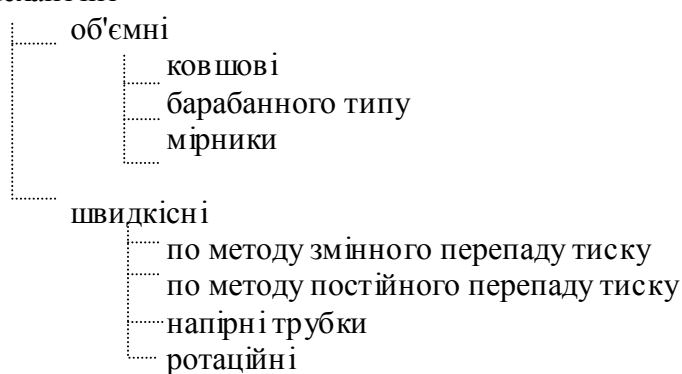 об'ємні
ковшові
барабанного типу
мірники
швидкісні
по методу змінного перепаду тиску
по методу постійного перепаду тиску
напірні трубки
ротаційні